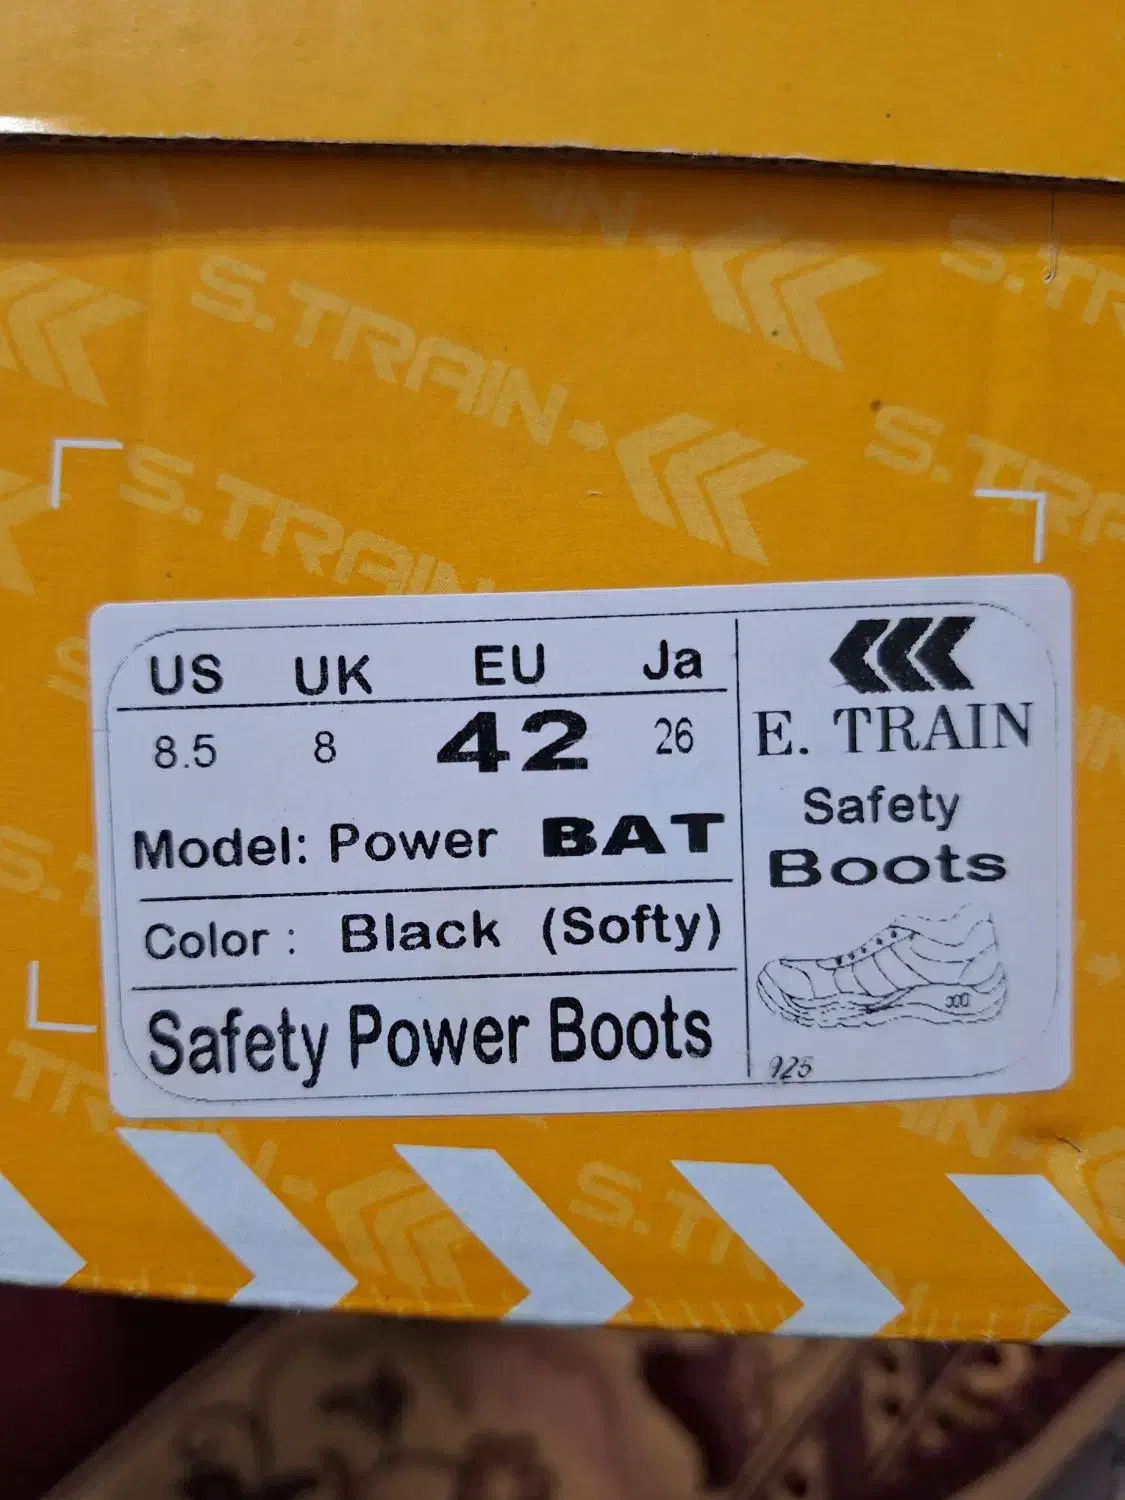 S.TRAIN
S.TRAIN
S.TRAIN
US UK EU Ja
8.5 8 42 26
Model: Power BAT
Color : Black (Softy)
Safety Power Boots
E. TRAIN
Safety
Boots
925